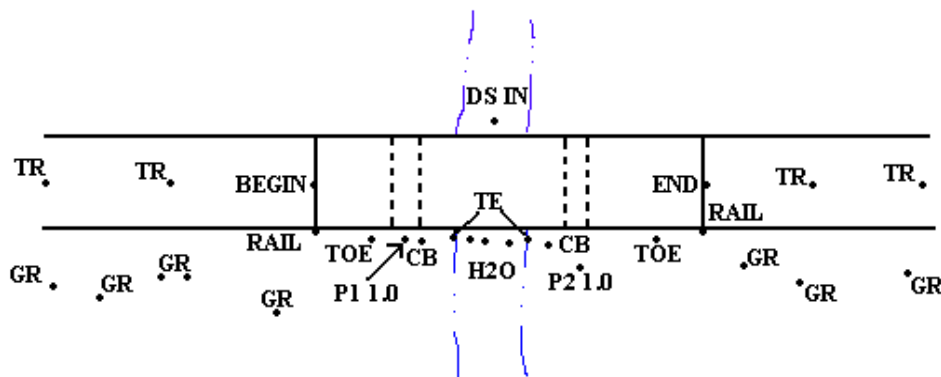 DS IN
TR TR BEGIN TE END TR TR
RAIL RAIL
TOE CB H2O CB TOE
GR GR GR P1 1.0 P2 1.0 GR GR GR
GR